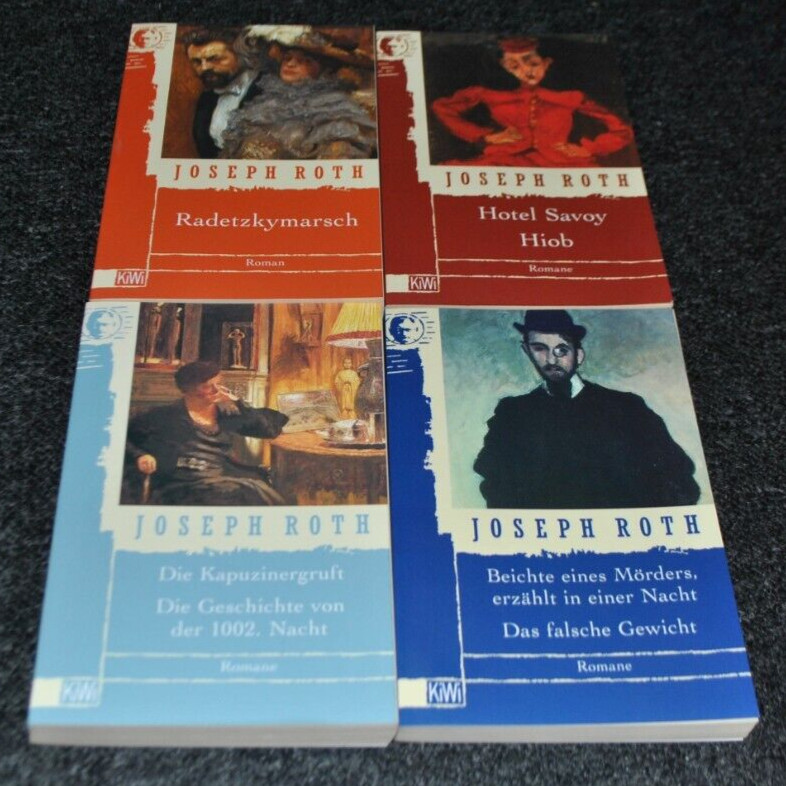 JOSEPH ROTH
Radetzkymarsch
Roman
KiWi
JOSEPH ROTH
Hotel Savoy
Hiob
Romane
KiWi
JOSEPH ROTH
Die Kapuzinergruft
Die Geschichte von
der 1002. Nacht
Romane
KiWi
JOSEPH ROTH
Beichte eines Mörders,
erzählt in einer Nacht
Das falsche Gewicht
Romane
KiWi